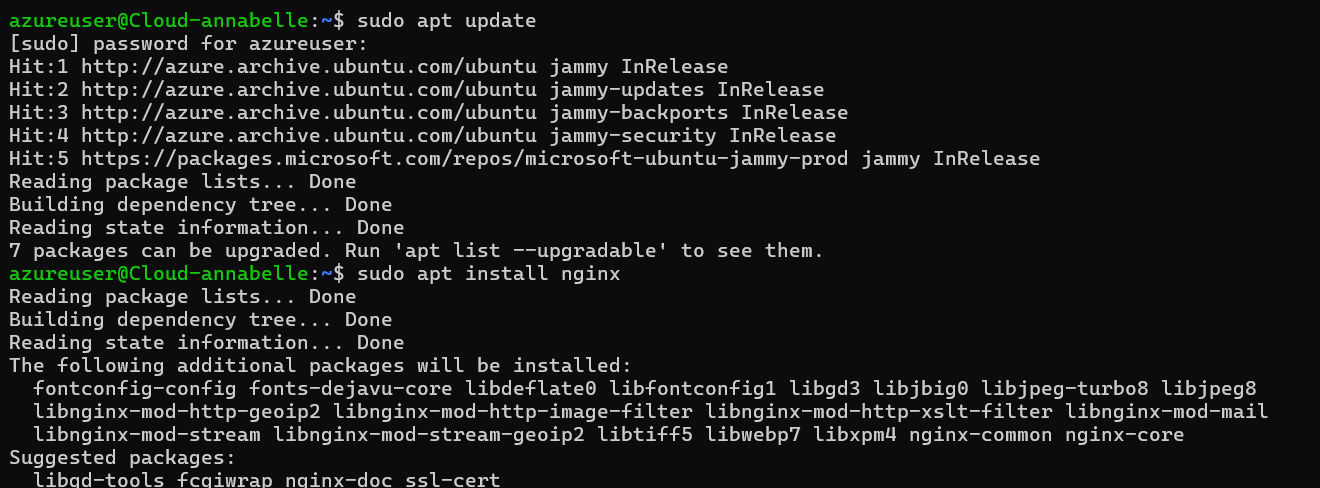 azureuser@Cloud-annabelle:~$ sudo apt update
[sudo] password for azureuser:
Hit:1 http://azure.archive.ubuntu.com/ubuntu jammy InRelease
Hit:2 http://azure.archive.ubuntu.com/ubuntu jammy-updates InRelease
Hit:3 http://azure.archive.ubuntu.com/ubuntu jammy-backports InRelease
Hit:4 http://azure.archive.ubuntu.com/ubuntu jammy-security InRelease
Hit:5 https://packages.microsoft.com/repos/microsoft-ubuntu-jammy-prod jammy InRelease
Reading package lists... Done
Building dependency tree... Done
Reading state information... Done
7 packages can be upgraded. Run 'apt list --upgradable' to see them.
azureuser@Cloud-annabelle:~$ sudo apt install nginx
Reading package lists... Done
Building dependency tree... Done
Reading state information... Done
The following additional packages will be installed:
  fontconfig-config fonts-dejavu-core libdeflate0 libfontconfig1 libgd3 libjbig0 libjpeg-turbo8 libjpeg8
  libnginx-mod-http-geoip2 libnginx-mod-http-image-filter libnginx-mod-http-xslt-filter libnginx-mod-mail
  libnginx-mod-stream libnginx-mod-stream-geoip2 libtiff5 libwebp7 libxpm4 nginx-common nginx-core
Suggested packages:
  libgd-tools fcgiwrap nginx-doc ssl-cert